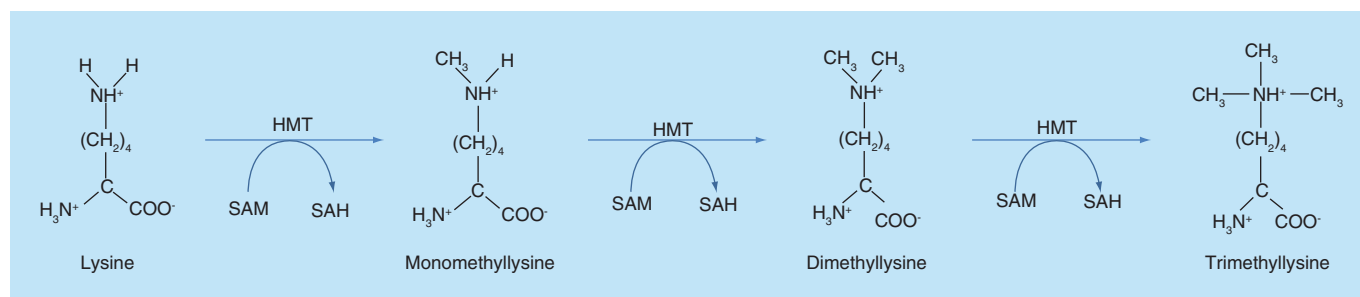 H H
NH⁺
(CH₂)₄
C
H₃N⁺ COO⁻
Lysine
HMT
SAM SAH
CH₃ H
NH⁺
(CH₂)₄
C
H₃N⁺ COO⁻
Monomethyllysine
HMT
SAM SAH
CH₃ CH₃
NH⁺
(CH₂)₄
C
H₃N⁺ COO⁻
Dimethyllysine
HMT
SAM SAH
CH₃
CH₃ NH⁺ CH₃
(CH₂)₄
C
H₃N⁺ COO⁻
Trimethyllysine